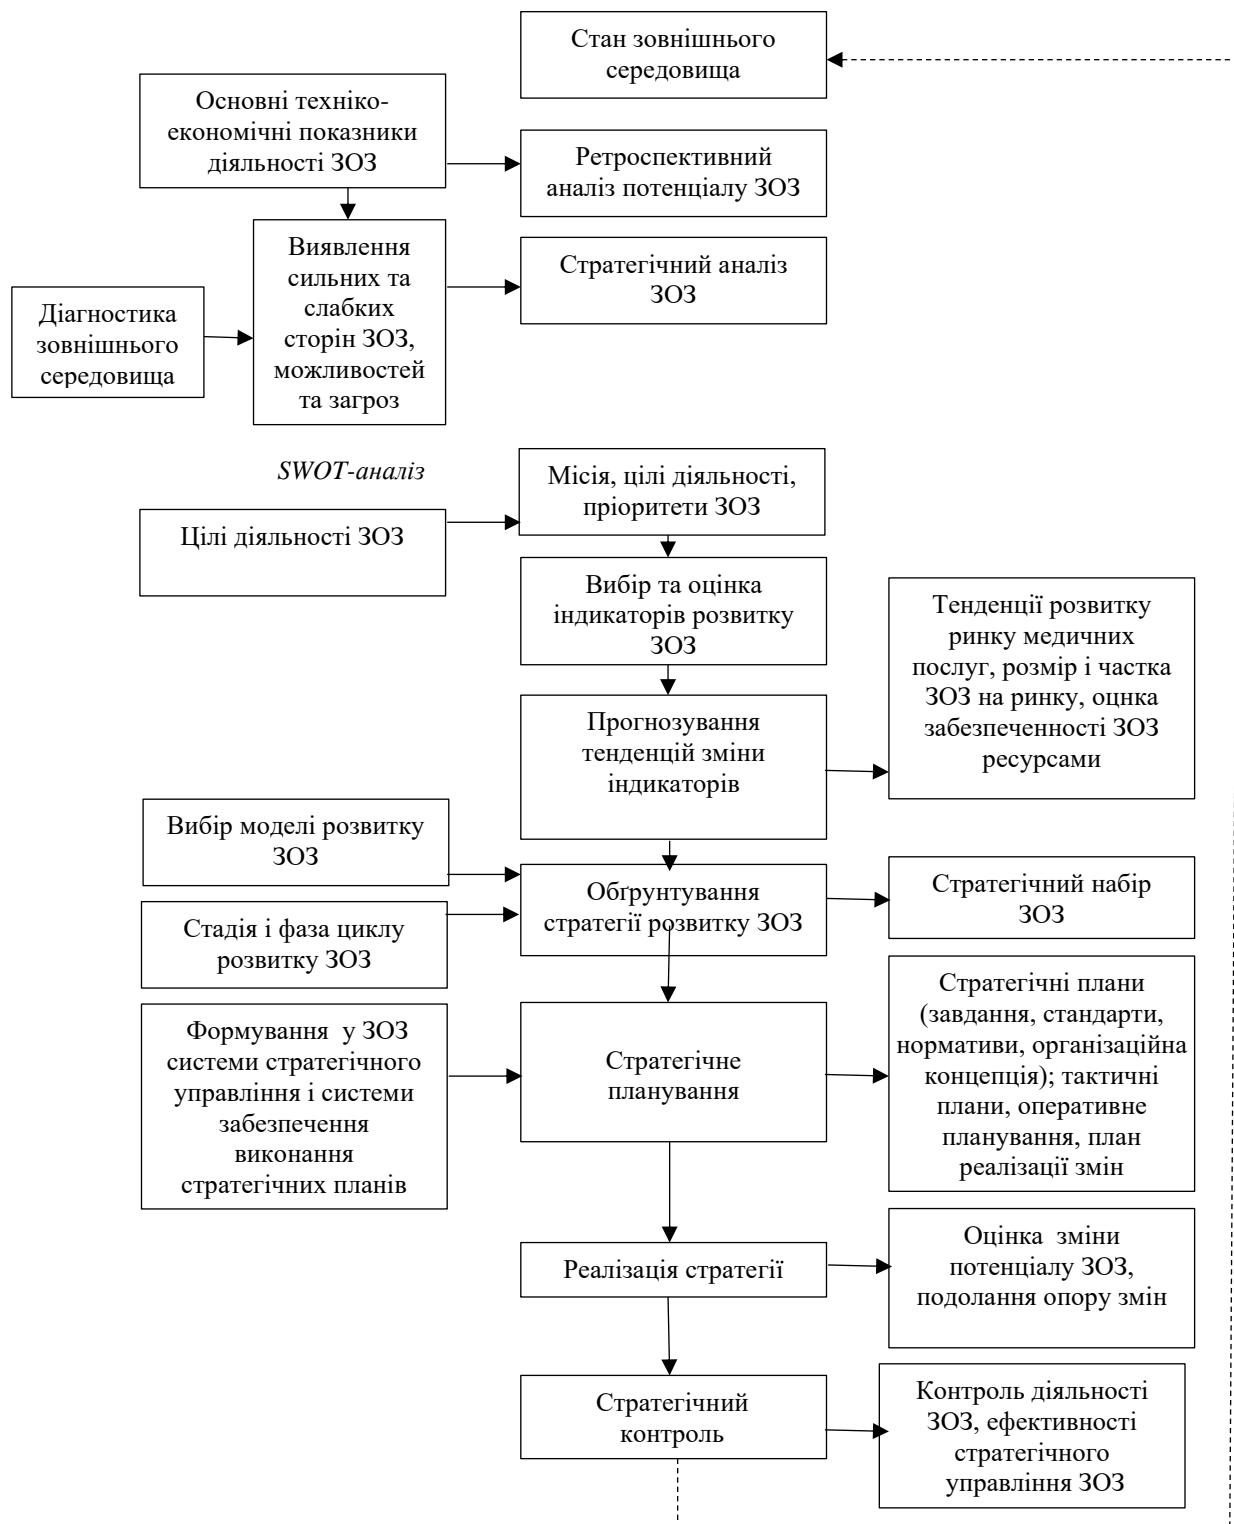 Стан зовнішнього
середовища
Основні техніко-
економічні показники
діяльності ЗОЗ
Ретроспективний
аналіз потенціалу ЗОЗ
Виявлення
сильних та
слабких
сторін ЗОЗ,
можливостей
та загроз
Стратегічний аналіз
ЗОЗ
Діагностика
зовнішнього
середовища
SWOT-аналіз
Місія, цілі діяльності,
пріоритети ЗОЗ
Цілі діяльності ЗОЗ
Вибір та оцінка
індикаторів розвитку
ЗОЗ
Тенденції розвитку
ринку медичних
послуг, розмір і частка
ЗОЗ на ринку, оцнка
забезпеченності ЗОЗ
ресурсами
Прогнозування
тенденцій зміни
індикаторів
Вибір моделі розвитку
ЗОЗ
Обґрунтування
стратегії розвитку ЗОЗ
Стратегічний набір
ЗОЗ
Стадія і фаза циклу
розвитку ЗОЗ
Формування у ЗОЗ
системи стратегічного
управління і системи
забезпечення
виконання
стратегічних планів
Стратегічне
планування
Стратегічні плани
(завдання, стандарти,
нормативи, організаційна
концепція); тактичні
плани, оперативне
планування, план
реалізації змін
Реалізація стратегії
Оцінка зміни
потенціалу ЗОЗ,
подолання опору змін
Стратегічний
контроль
Контроль діяльності
ЗОЗ, ефективності
стратегічного
управління ЗОЗ